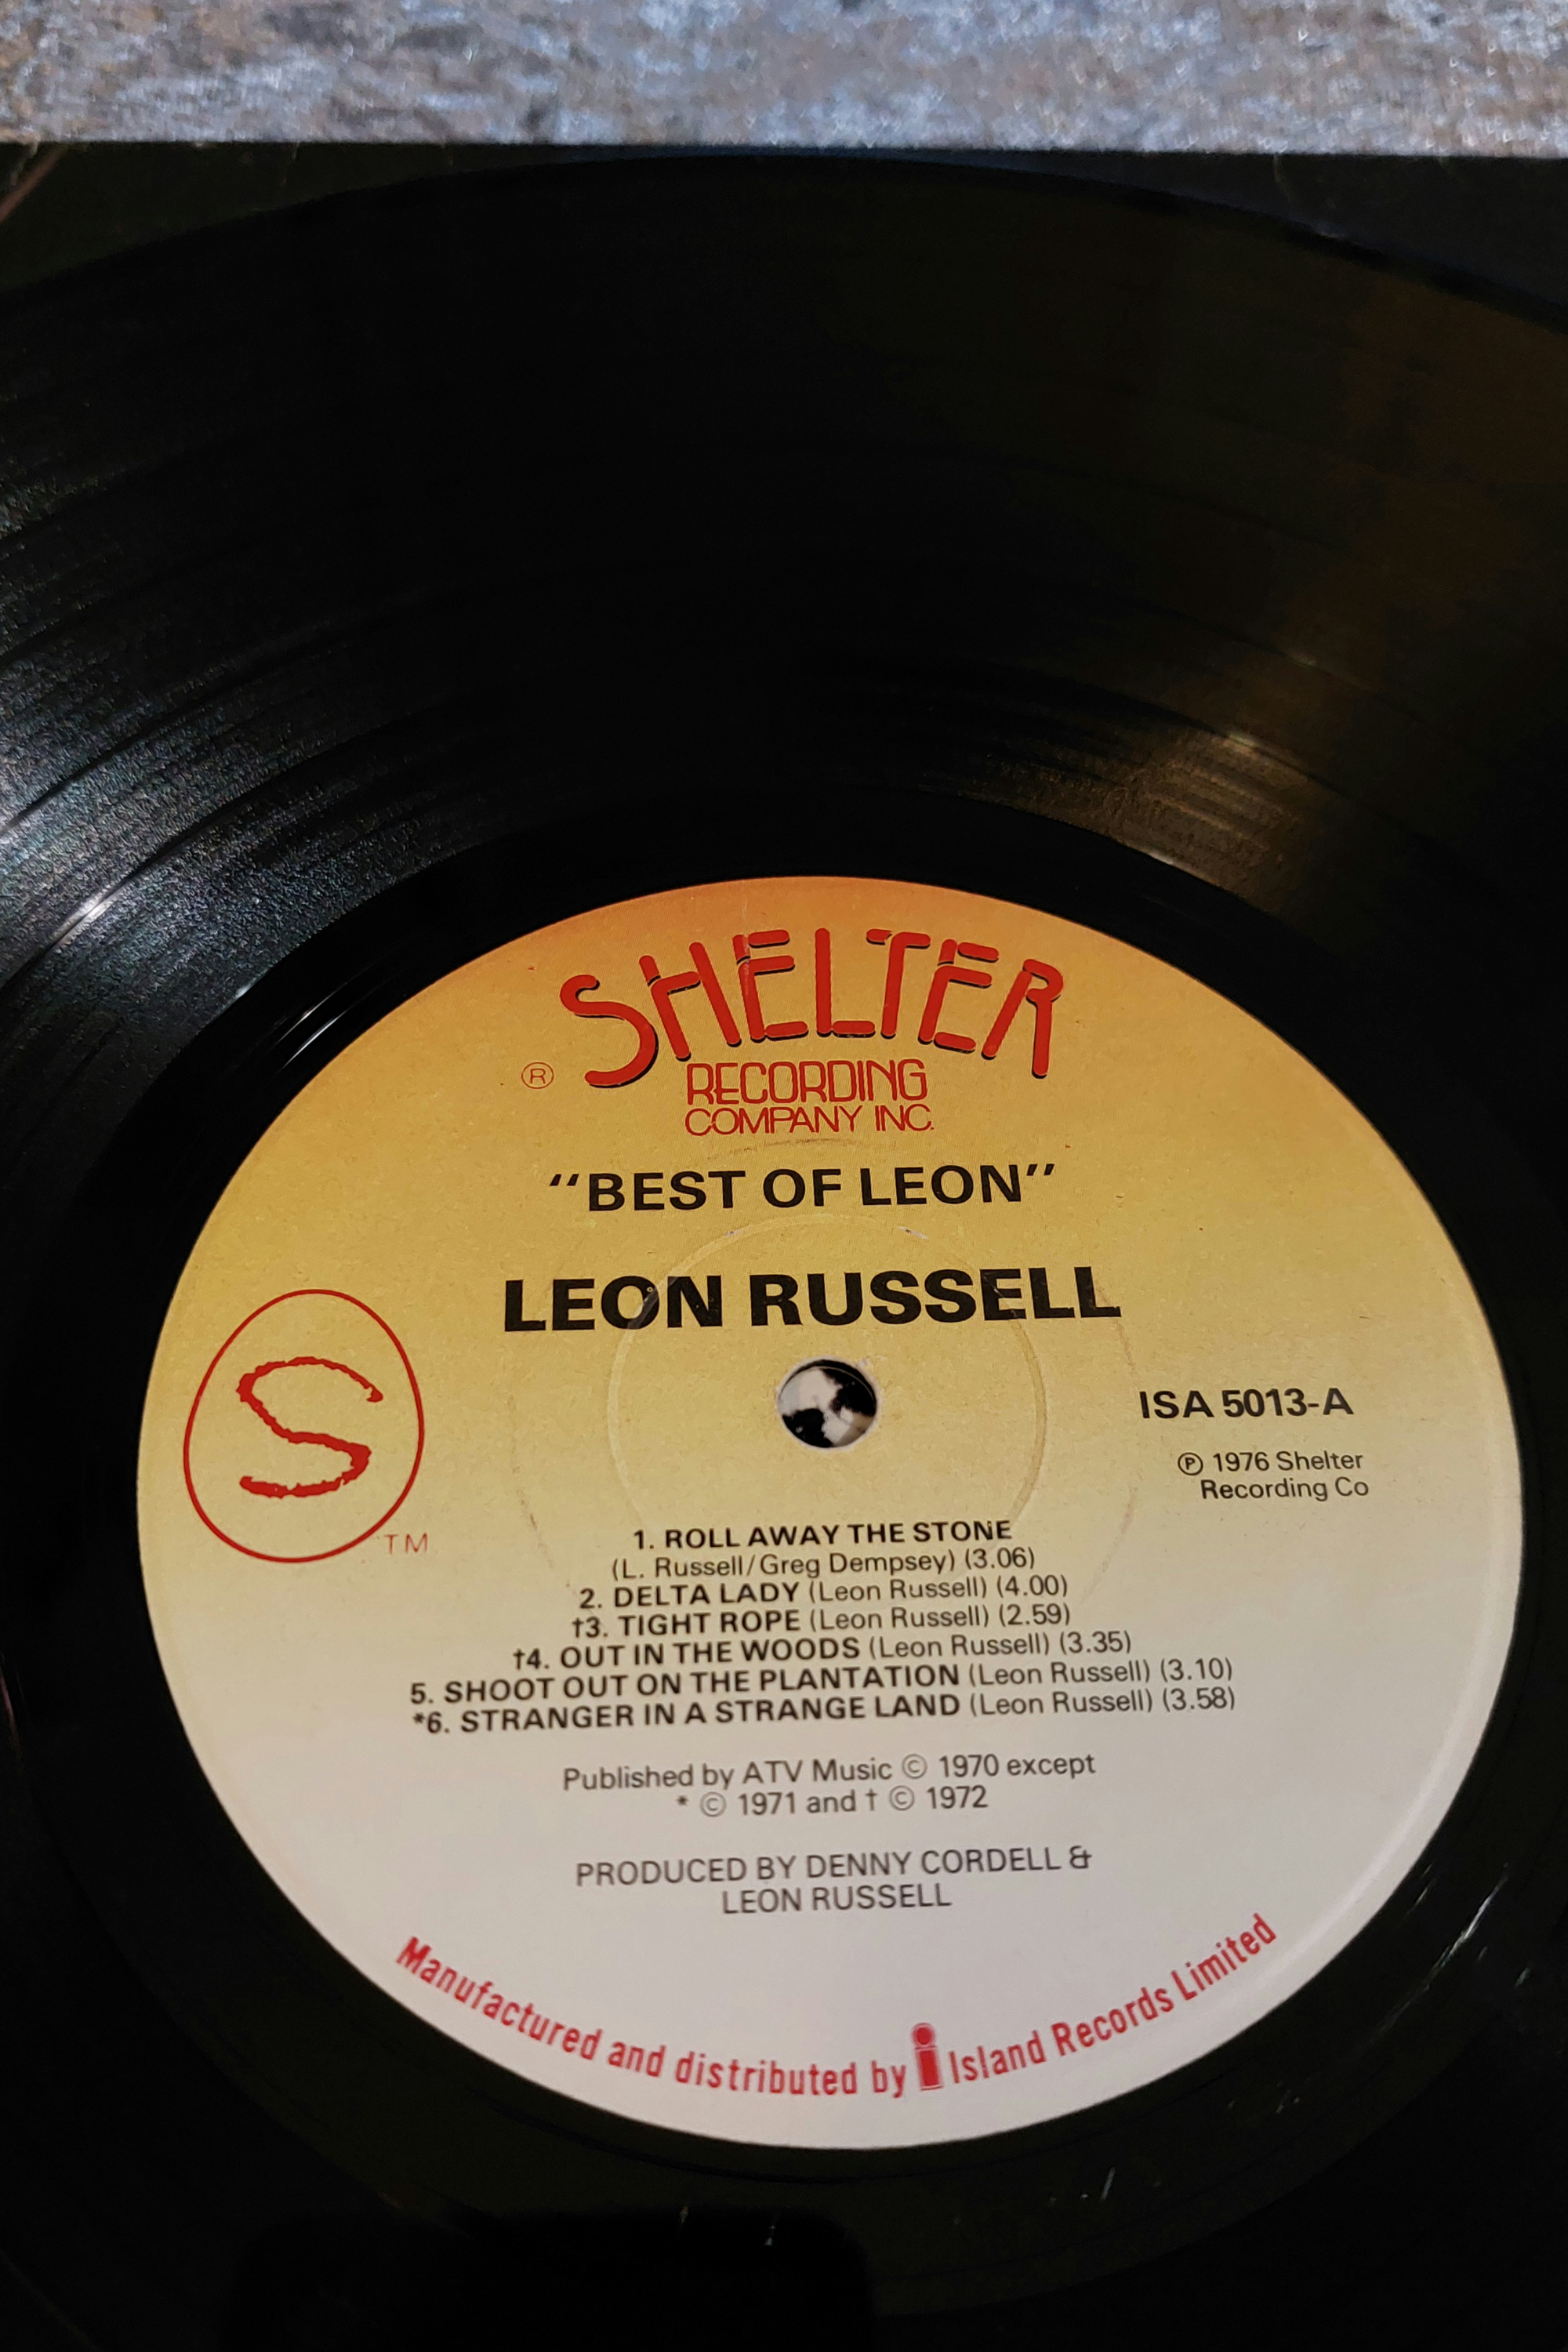 SHELTER
®
RECORDING
COMPANY INC.
“BEST OF LEON”
LEON RUSSELL
S
TM
ISA 5013-A
℗ 1976 Shelter
Recording Co
1. ROLL AWAY THE STONE
(L. Russell/Greg Dempsey) (3.06)
2. DELTA LADY (Leon Russell) (4.00)
†3. TIGHT ROPE (Leon Russell) (2.59)
†4. OUT IN THE WOODS (Leon Russell) (3.35)
5. SHOOT OUT ON THE PLANTATION (Leon Russell) (3.10)
*6. STRANGER IN A STRANGE LAND (Leon Russell) (3.58)
Published by ATV Music © 1970 except
* © 1971 and † © 1972
PRODUCED BY DENNY CORDELL &
LEON RUSSELL
Manufactured and distributed by i Island Records Limited